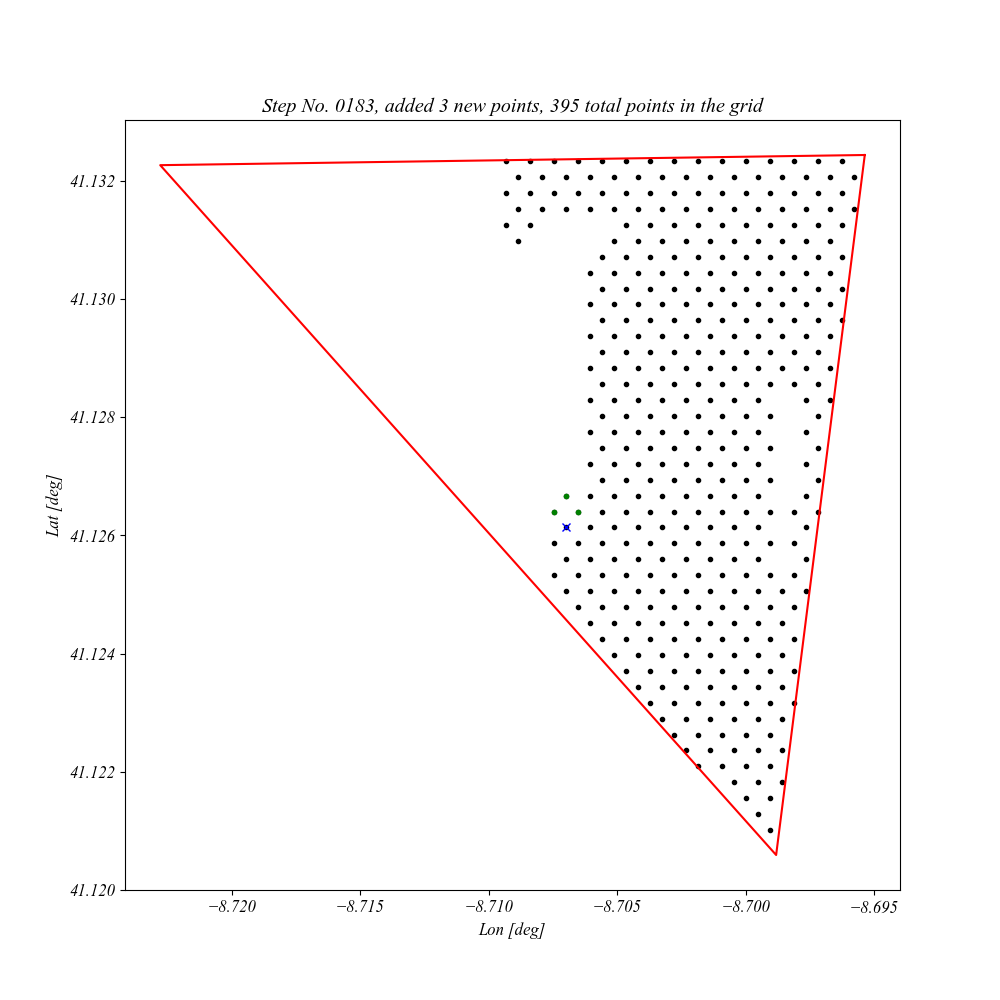 Step No. 0183, added 3 new points, 395 total points in the grid
41.132
41.130
41.128
41.126
41.124
41.122
41.120
Lat [deg]
−8.720 −8.715 −8.710 −8.705 −8.700 −8.695
Lon [deg]